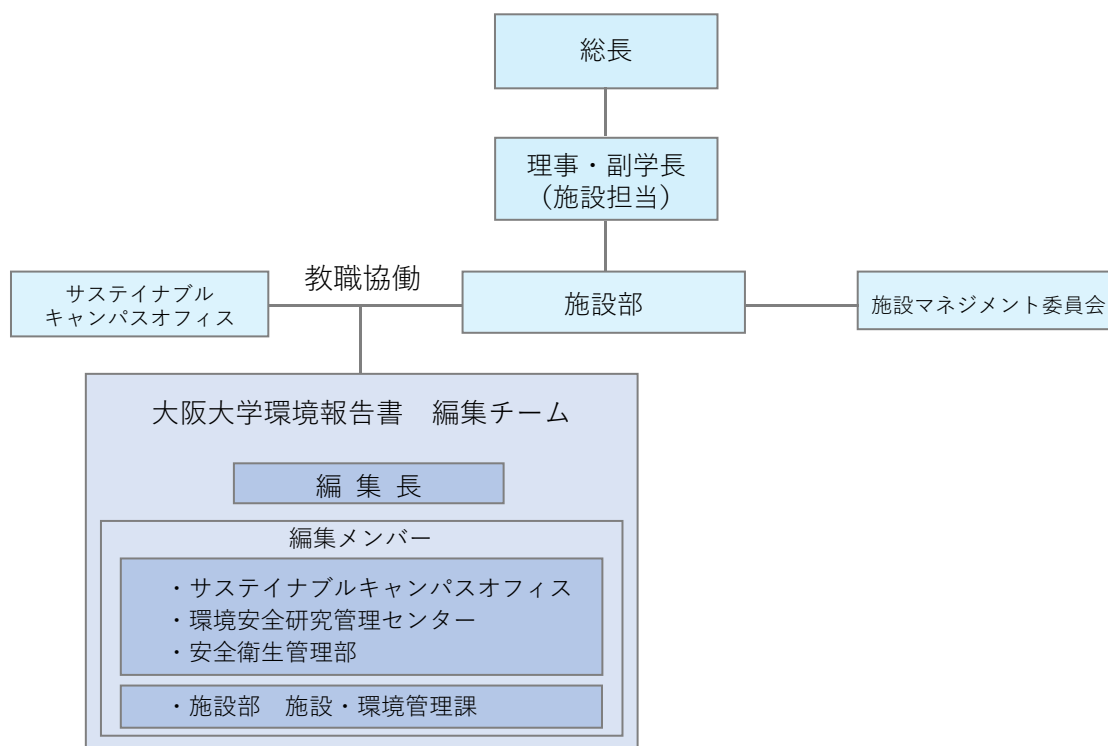 総長
理事・副学長
（施設担当）
教職協働
サステイナブル
キャンパスオフィス
施設部
施設マネジメント委員会
大阪大学環境報告書　編集チーム
編 集 長
編集メンバー
・サステイナブルキャンパスオフィス
・環境安全研究管理センター
・安全衛生管理部
・施設部　施設・環境管理課